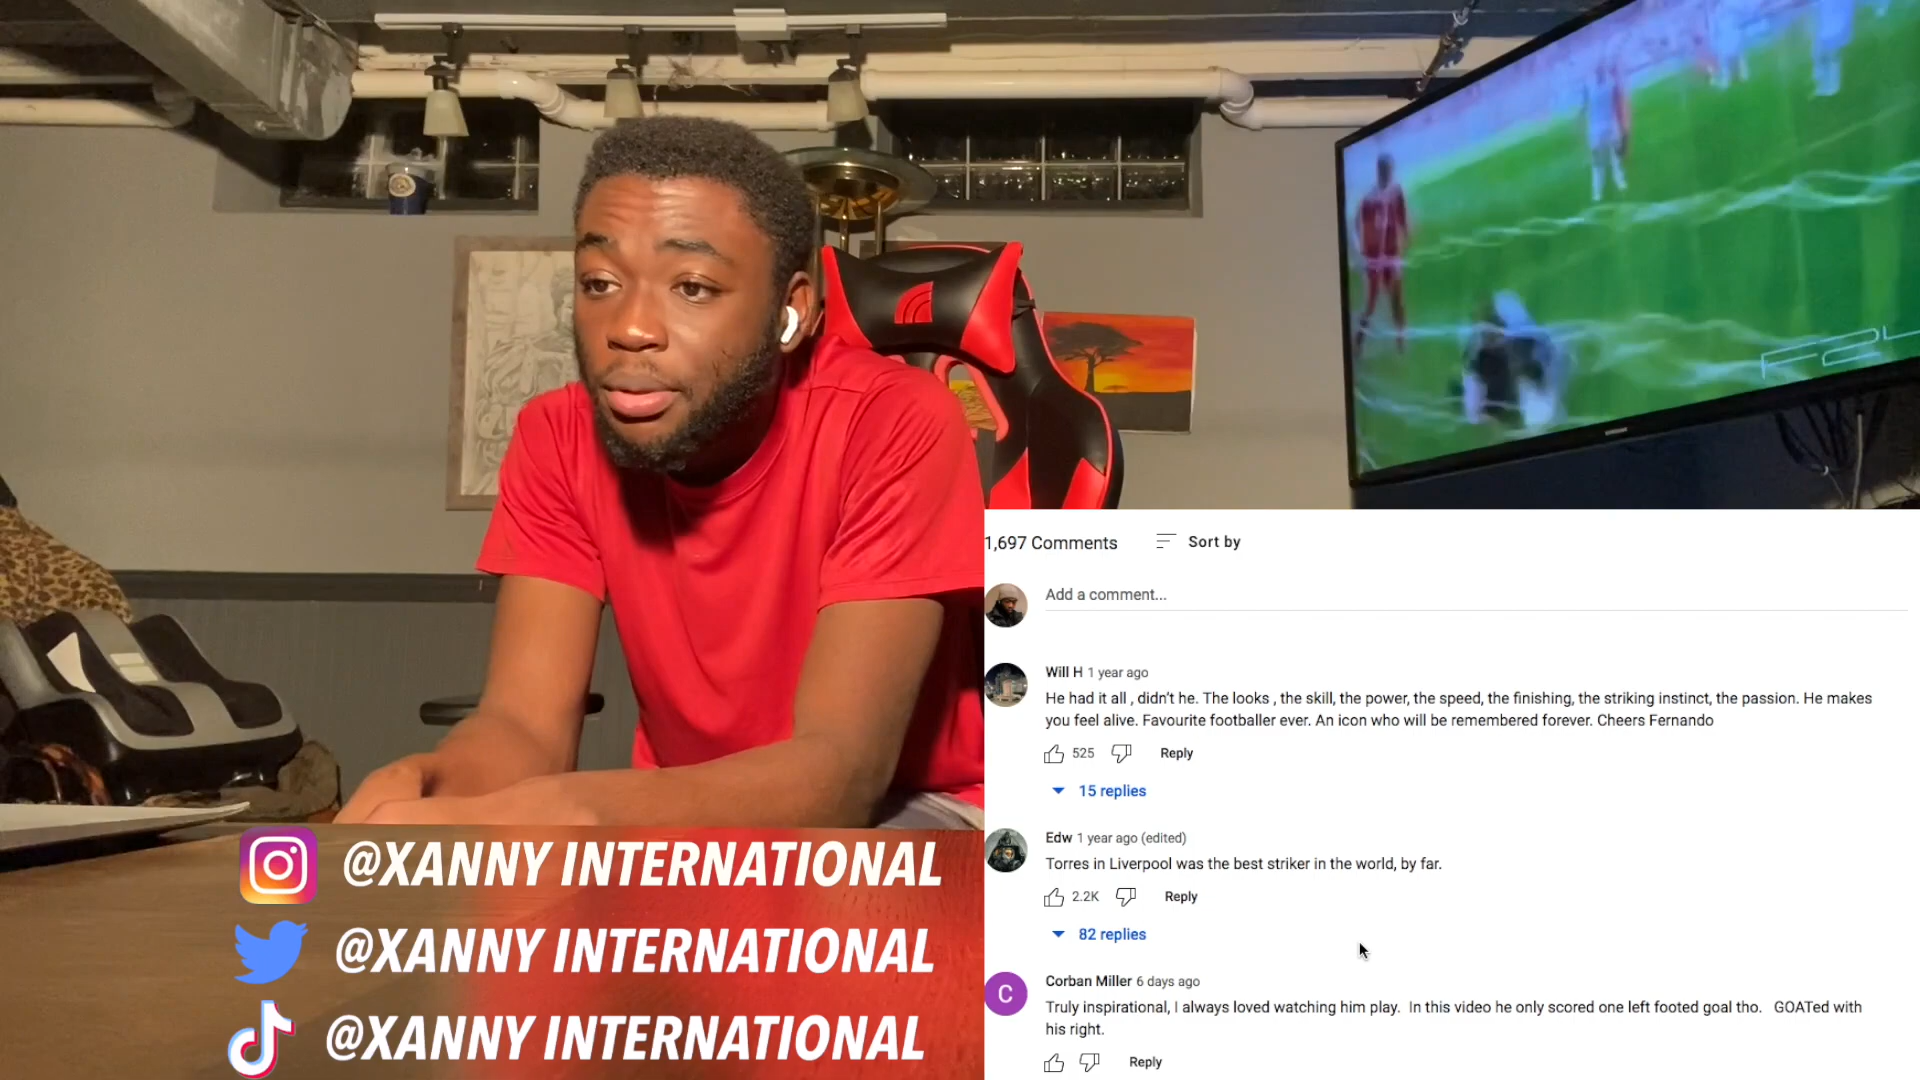 1,697 Comments
Sort by
Add a comment...
Will H 1 year ago
He had it all , didn't he. The looks , the skill, the power, the speed, the finishing, the striking instinct, the passion. He makes
you feel alive. Favourite footballer ever. An icon who will be remembered forever. Cheers Fernando
525 Reply
15 replies
Edw 1 year ago (edited)
Torres in Liverpool was the best striker in the world, by far.
2.2K Reply
82 replies
C
Corban Miller 6 days ago
Truly inspirational, I always loved watching him play. In this video he only scored one left footed goal tho. GOATed with
his right.
Reply
@XANNY INTERNATIONAL
@XANNY INTERNATIONAL
@XANNY INTERNATIONAL